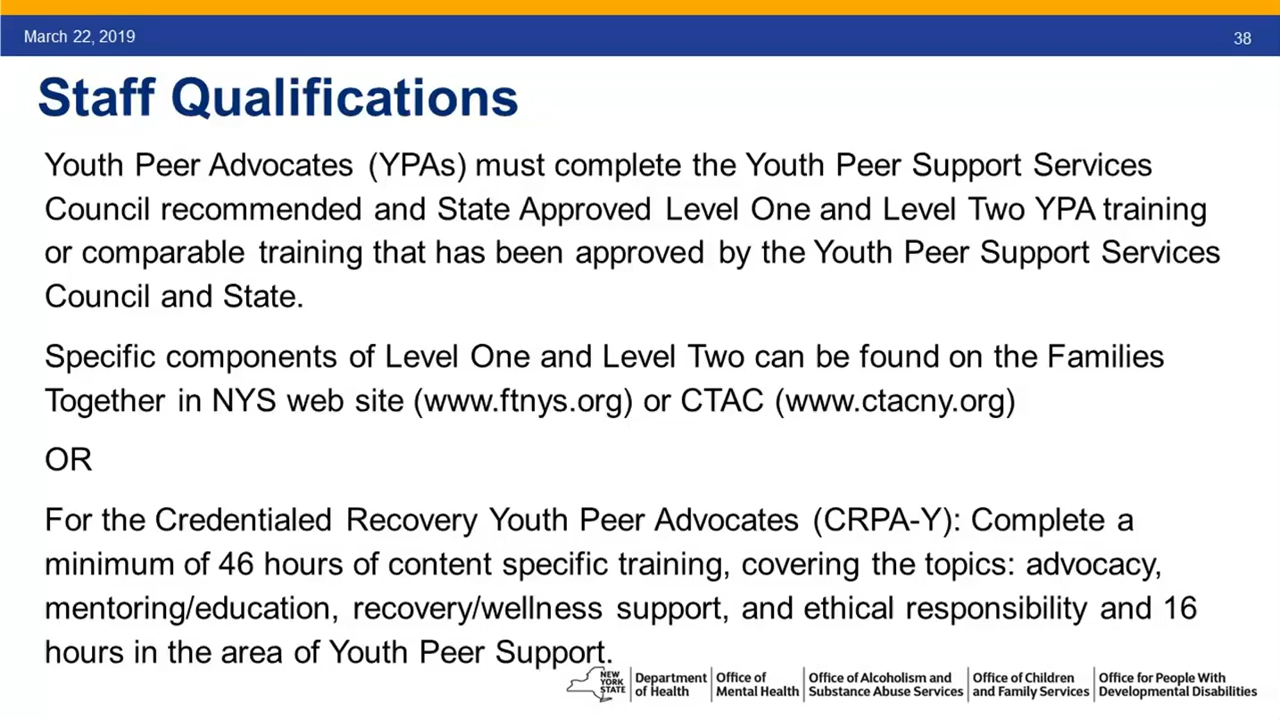 March 22, 2019
38
Staff Qualifications
Youth Peer Advocates (YPAs) must complete the Youth Peer Support Services
Council recommended and State Approved Level One and Level Two YPA training
or comparable training that has been approved by the Youth Peer Support Services
Council and State.
Specific components of Level One and Level Two can be found on the Families
Together in NYS web site (www.ftnys.org) or CTAC (www.ctacny.org)
OR
For the Credentialed Recovery Youth Peer Advocates (CRPA-Y): Complete a
minimum of 46 hours of content specific training, covering the topics: advocacy,
mentoring/education, recovery/wellness support, and ethical responsibility and 16
hours in the area of Youth Peer Support.
NEW
YORK
STATE
Department
of Health
Office of
Mental Health
Office of Alcoholism and
Substance Abuse Services
Office of Children
and Family Services
Office for People With
Developmental Disabilities